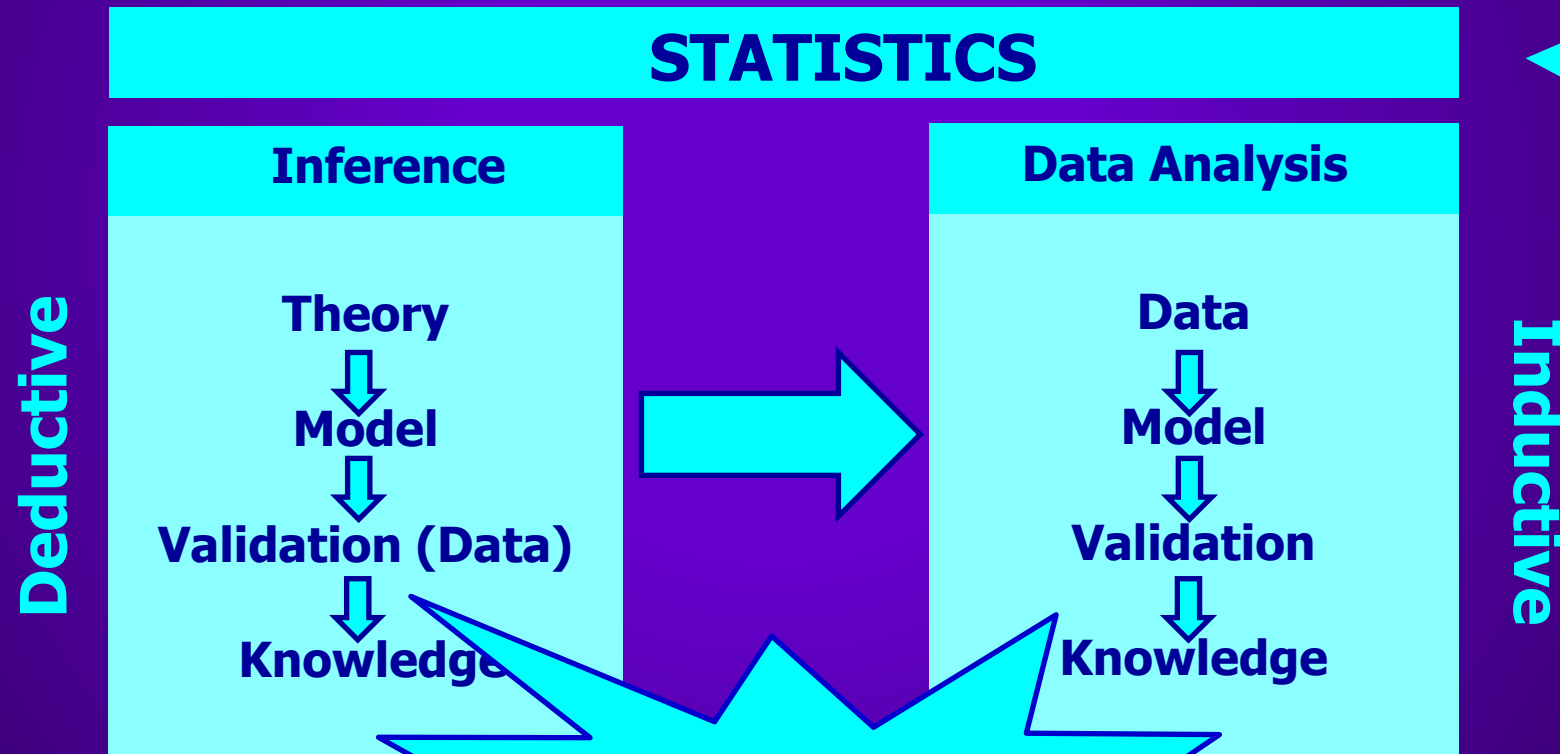 STATISTICS
Inference
Data Analysis
Deductive
Theory
Model
Validation (Data)
Knowledge
Data
Model
Validation
Knowledge
Inductive